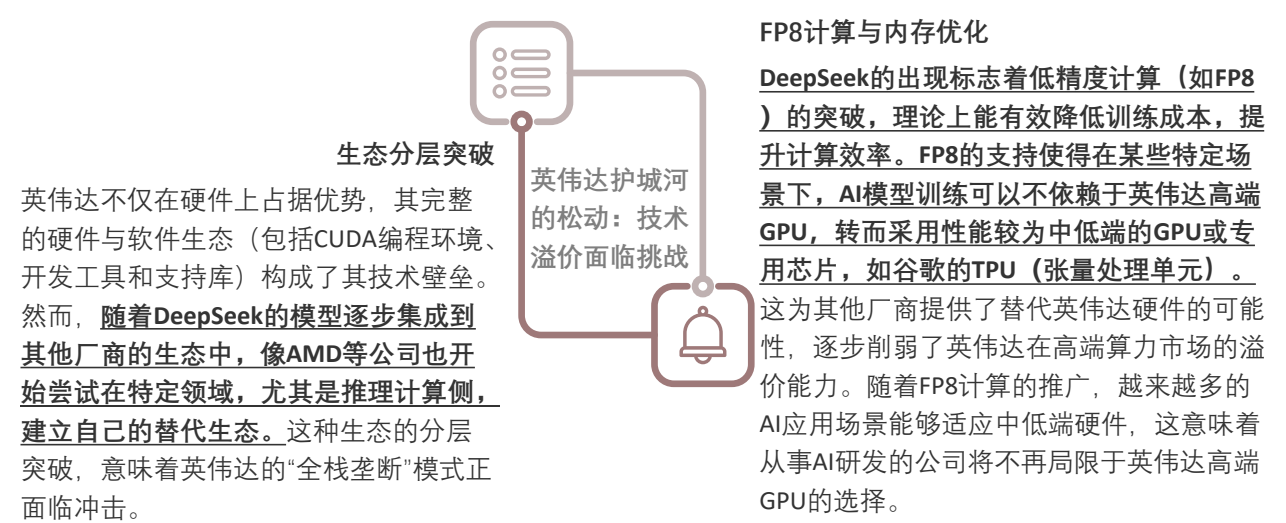 生态分层突破
英伟达不仅在硬件上占据优势，其完整
的硬件与软件生态（包括CUDA编程环境、
开发工具和支持库）构成了其技术壁垒。
然而，随着DeepSeek的模型逐步集成到
其他厂商的生态中，像AMD等公司也开
始尝试在特定领域，尤其是推理计算侧，
建立自己的替代生态。这种生态的分层
突破，意味着英伟达的“全栈垄断”模式正
面临冲击。
英伟达护城河
的松动：技术
溢价面临挑战
FP8计算与内存优化
DeepSeek的出现标志着低精度计算（如FP8
）的突破，理论上能有效降低训练成本，提
升计算效率。FP8的支持使得在某些特定场
景下，AI模型训练可以不依赖于英伟达高端
GPU，转而采用性能较为中低端的GPU或专
用芯片，如谷歌的TPU（张量处理单元）。
这为其他厂商提供了替代英伟达硬件的可能
性，逐步削弱了英伟达在高端算力市场的溢
价能力。随着FP8计算的推广，越来越多的
AI应用场景能够适应中低端硬件，这意味着
从事AI研发的公司将不再局限于英伟达高端
GPU的选择。